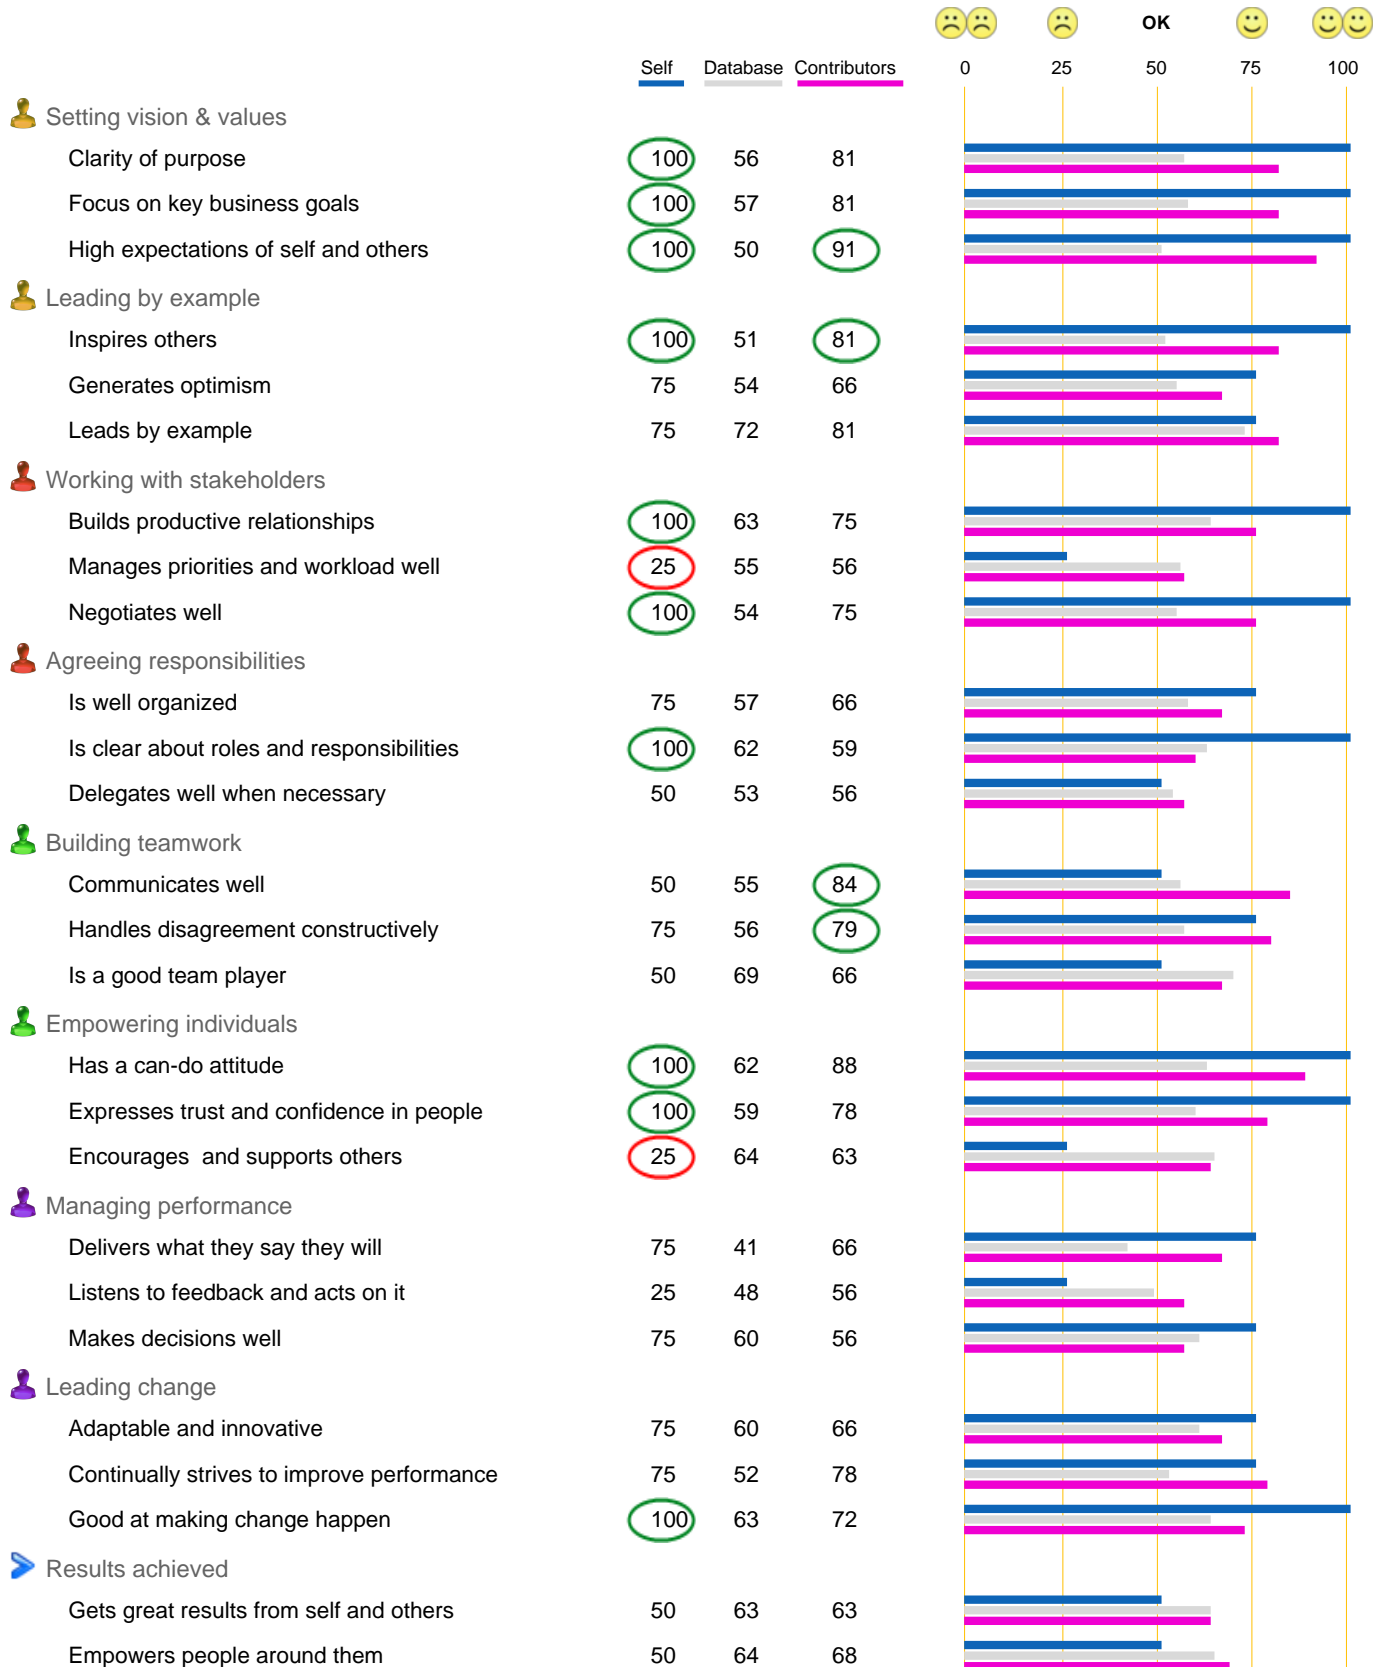 OK
Self Database Contributors 0 25 50 75 100
Setting vision & values
Clarity of purpose 100 56 81
Focus on key business goals 100 57 81
High expectations of self and others 100 50 91
Leading by example
Inspires others 100 51 81
Generates optimism 75 54 66
Leads by example 75 72 81
Working with stakeholders
Builds productive relationships 100 63 75
Manages priorities and workload well 25 55 56
Negotiates well 100 54 75
Agreeing responsibilities
Is well organized 75 57 66
Is clear about roles and responsibilities 100 62 59
Delegates well when necessary 50 53 56
Building teamwork
Communicates well 50 55 84
Handles disagreement constructively 75 56 79
Is a good team player 50 69 66
Empowering individuals
Has a can-do attitude 100 62 88
Expresses trust and confidence in people 100 59 78
Encourages and supports others 25 64 63
Managing performance
Delivers what they say they will 75 41 66
Listens to feedback and acts on it 25 48 56
Makes decisions well 75 60 56
Leading change
Adaptable and innovative 75 60 66
Continually strives to improve performance 75 52 78
Good at making change happen 100 63 72
Results achieved
Gets great results from self and others 50 63 63
Empowers people around them 50 64 68